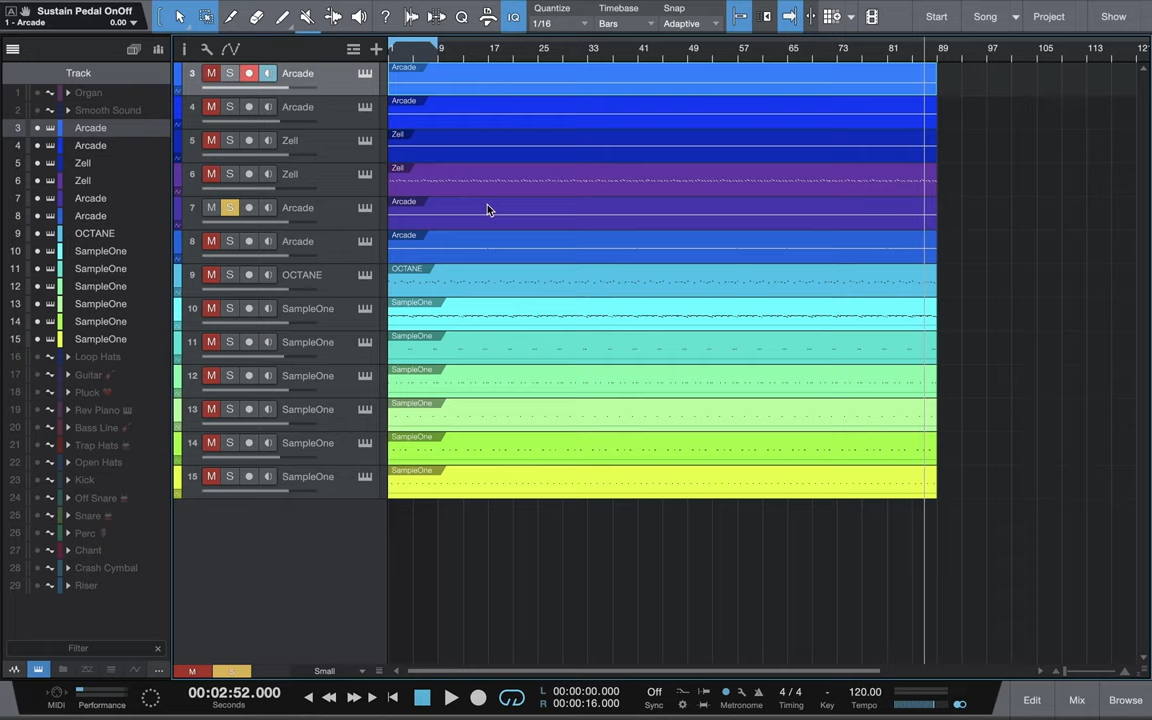 Sustain Pedal OnOff
1 - Arcade 0.00
A
?
IQ
Quantize
1/16
Timebase
Bars
Snap
Adaptive
Start
Song
Project
Show
Track
1 Organ
2 Smooth Sound
3 Arcade
4 Arcade
5 Zell
6 Zell
7 Arcade
8 Arcade
9 OCTANE
10 SampleOne
11 SampleOne
12 SampleOne
13 SampleOne
14 SampleOne
15 SampleOne
16 Loop Hats
17 Guitar
18 Pluck
19 Rev Piano
20 Bass Line
21 Trap Hats
22 Open Hats
23 Kick
24 Off Snare
25 Snare
26 Perc
27 Chant
28 Crash Cymbal
29 Riser
Filter
i
1 9 17 25 33 41 49 57 65 73 81 89 97 105 113 12
3 M S Arcade
4 M S Arcade
5 M S Zell
6 M S Zell
7 M S Arcade
8 M S Arcade
9 M S OCTANE
10 M S SampleOne
11 M S SampleOne
12 M S SampleOne
13 M S SampleOne
14 M S SampleOne
15 M S SampleOne
Arcade
Arcade
Zell
Zell
Arcade
Arcade
OCTANE
SampleOne
SampleOne
SampleOne
SampleOne
SampleOne
SampleOne
M S Small
MIDI
Performance
00:02:52.000
Seconds
L 00:00:00.000
R 00:00:16.000
Off
Sync
Metronome
4 / 4
Timing
-
Key
120.00
Tempo
Edit
Mix
Browse